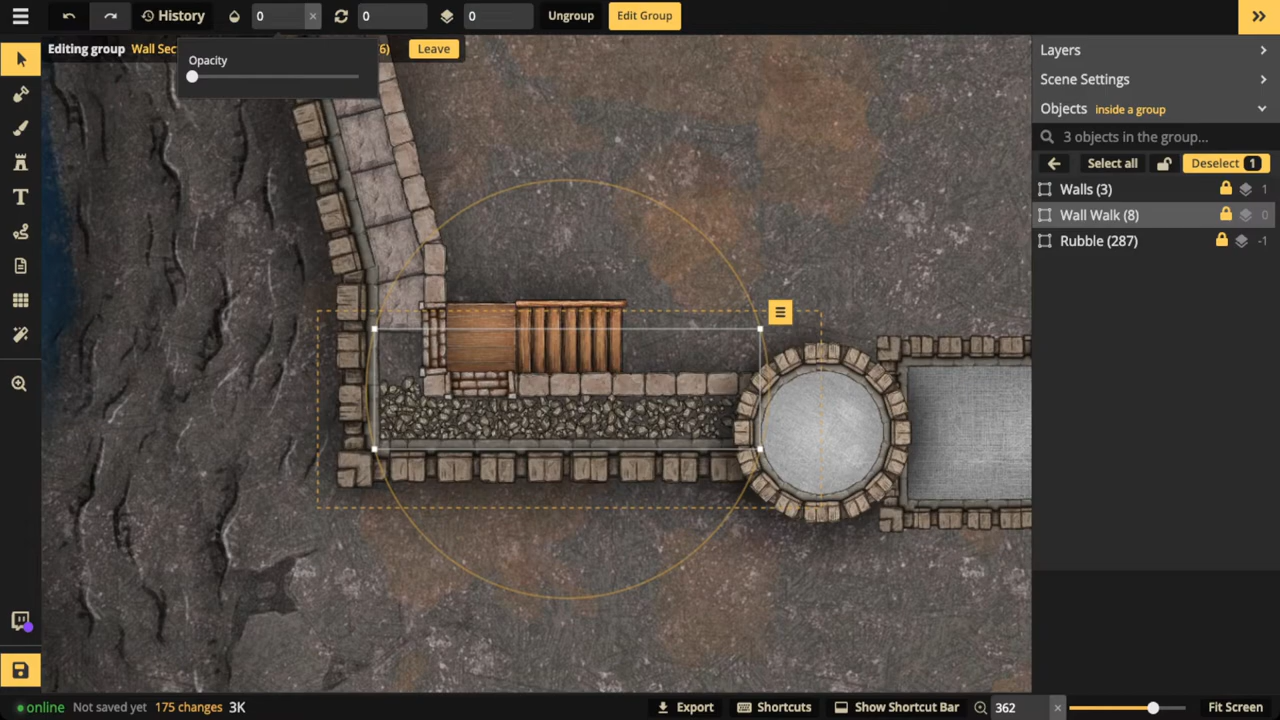 History 0 × 0 0 Ungroup Edit Group
Editing group Wall Sec 6) Leave
Opacity
Layers
Scene Settings
Objects inside a group
3 objects in the group...
Select all Deselect 1
Walls (3) 1
Wall Walk (8) 0
Rubble (287) -1
T
online Not saved yet 175 changes 3K Export Shortcuts Show Shortcut Bar 362 × Fit Screen